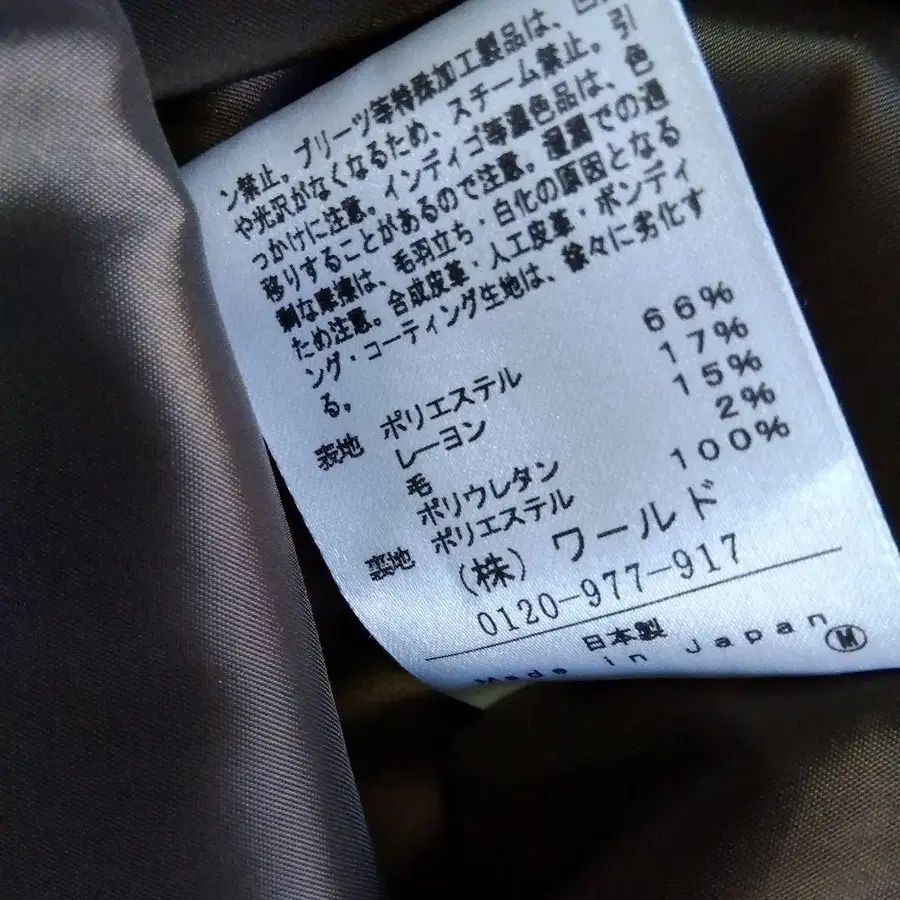 ン禁止。プリーツ等特殊加工製品は、凹
や光沢がなくなるため、スチーム禁止。引
っかけに注意。インディゴ等濃色品は、色
移りすることがあるので注意。湿潤での過
剰な摩擦は、毛羽立ち・白化の原因となる
ため注意。合成皮革・人工皮革・ボンディ
ング・コーティング生地は、徐々に劣化す
る。
表地 ポリエステル 66%
レーヨン 17%
毛 15%
ポリウレタン 2%
裏地 ポリエステル 100%
(株) ワールド
0120-977-917
日本製
Made in Japan
M